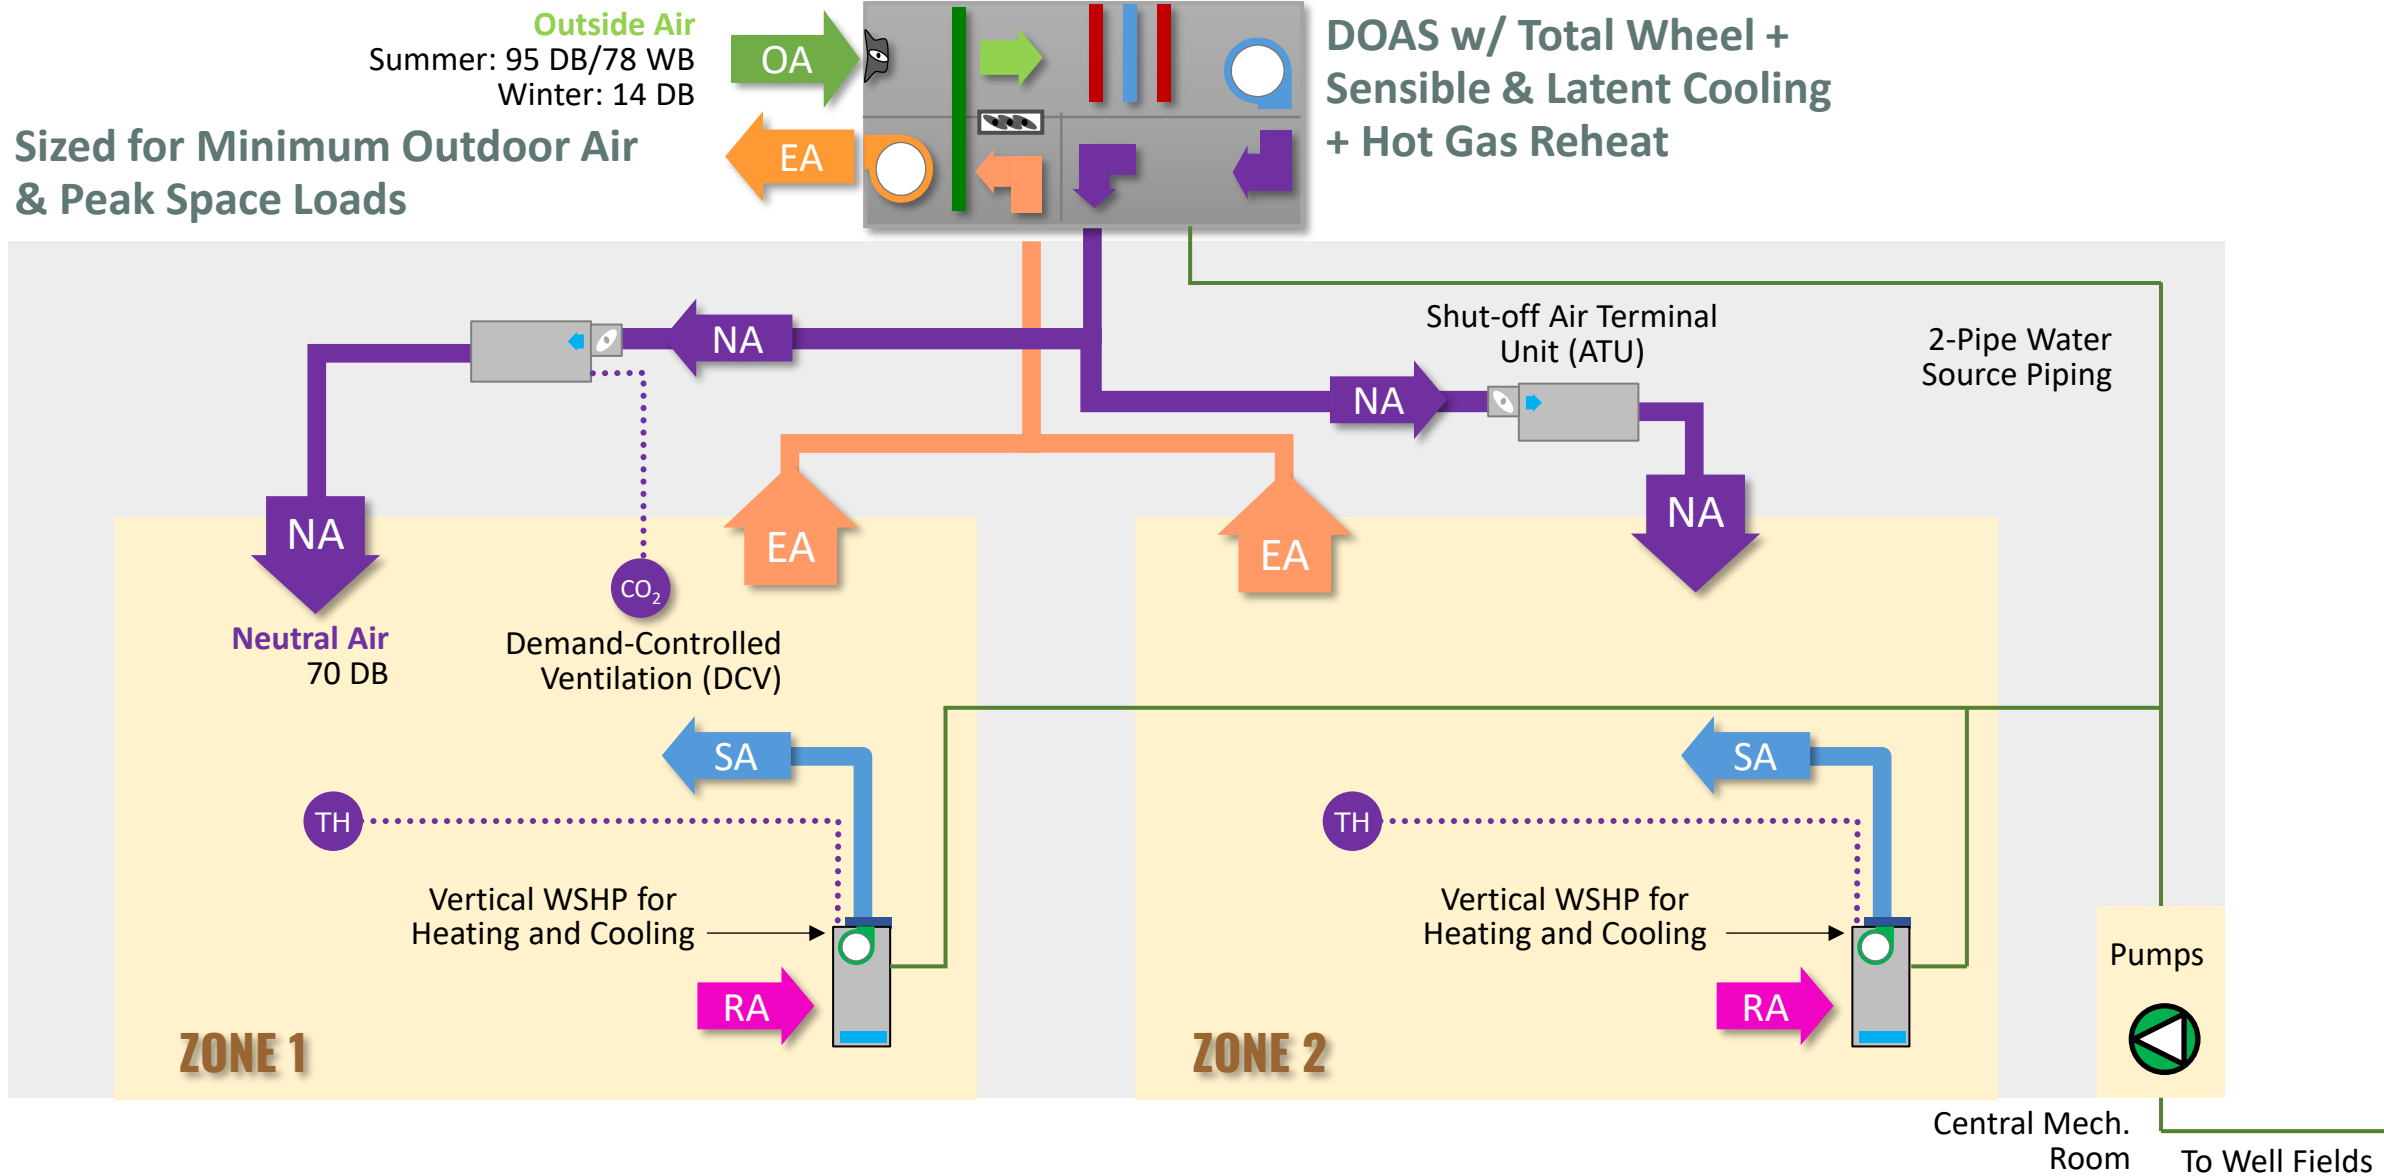 Outside Air
Summer: 95 DB/78 WB
Winter: 14 DB
OA
EA
DOAS w/ Total Wheel +
Sensible & Latent Cooling
+ Hot Gas Reheat
Sized for Minimum Outdoor Air
& Peak Space Loads
NA
Shut-off Air Terminal
Unit (ATU)
NA
2-Pipe Water
Source Piping
NA
EA
EA
NA
CO₂
Neutral Air
70 DB
Demand-Controlled
Ventilation (DCV)
SA
SA
TH
TH
Vertical WSHP for
Heating and Cooling
Vertical WSHP for
Heating and Cooling
Pumps
RA
RA
ZONE 1
ZONE 2
Central Mech.
Room
To Well Fields